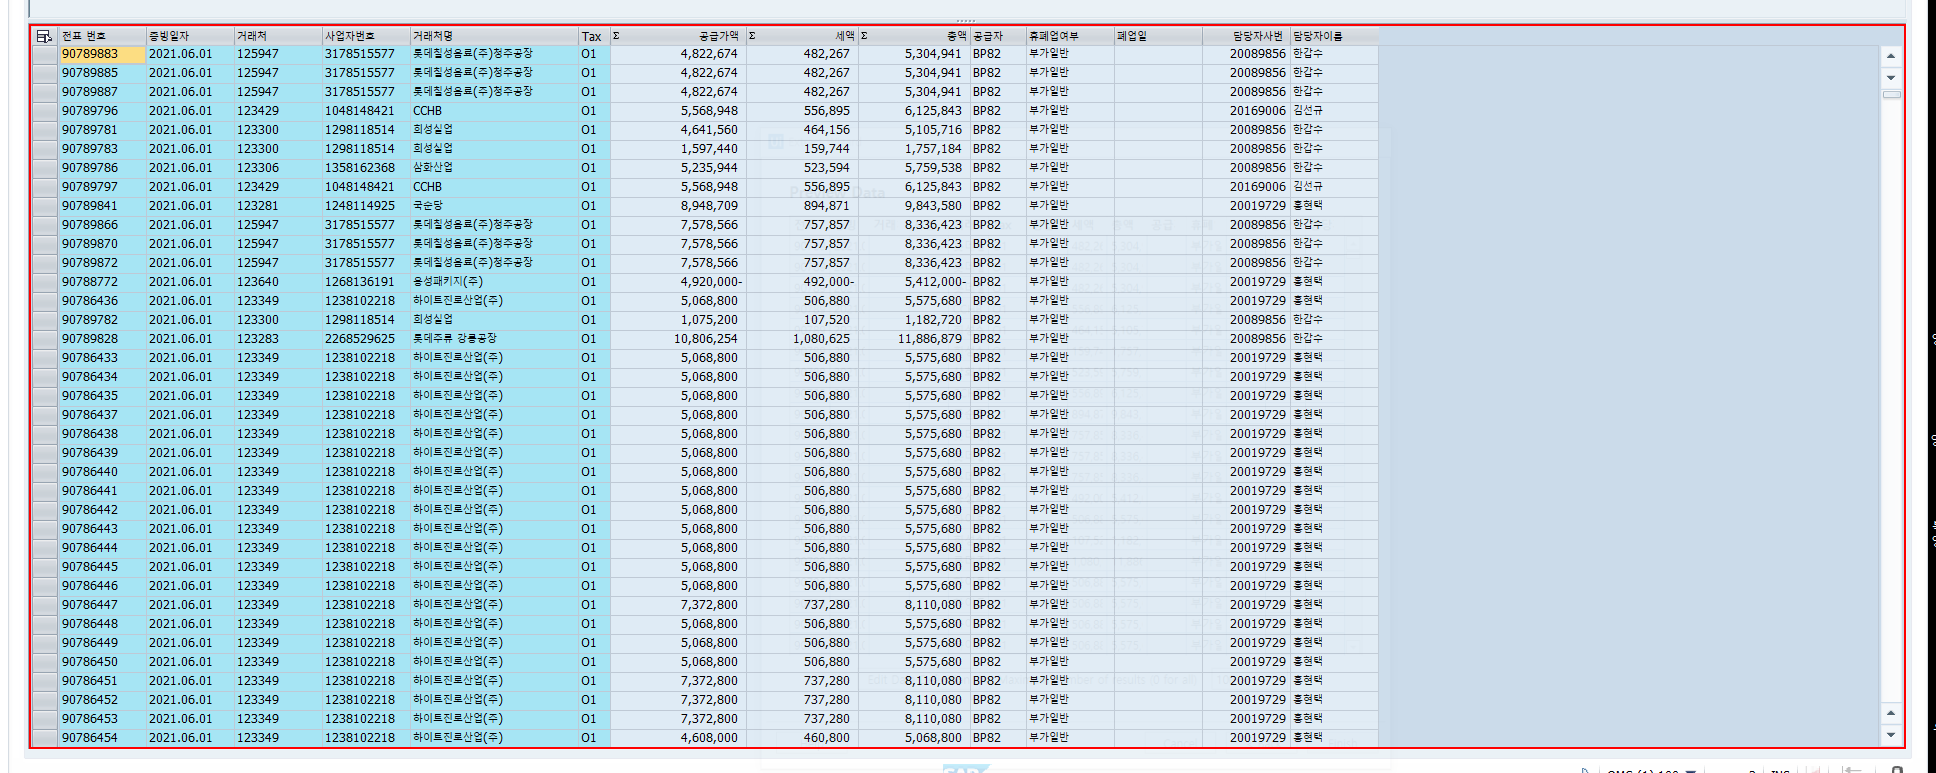 전표 번호 증빙일자 거래처 사업자번호 거래처명 Tax Σ 공급가액 Σ 세액 Σ 총액 공급자 휴폐업여부 폐업일 담당자사번 담당자이름
90789883 2021.06.01 125947 3178515577 롯데칠성음료(주)청주공장 O1 4,822,674 482,267 5,304,941 BP82 부가일반 20089856 한갑수
90789885 2021.06.01 125947 3178515577 롯데칠성음료(주)청주공장 O1 4,822,674 482,267 5,304,941 BP82 부가일반 20089856 한갑수
90789887 2021.06.01 125947 3178515577 롯데칠성음료(주)청주공장 O1 4,822,674 482,267 5,304,941 BP82 부가일반 20089856 한갑수
90789796 2021.06.01 123429 1048148421 CCHB O1 5,568,948 556,895 6,125,843 BP82 부가일반 20169006 김선규
90789781 2021.06.01 123300 1298118514 희성실업 O1 4,641,560 464,156 5,105,716 BP82 부가일반 20089856 한갑수
90789783 2021.06.01 123300 1298118514 희성실업 O1 1,597,440 159,744 1,757,184 BP82 부가일반 20089856 한갑수
90789786 2021.06.01 123306 1358162368 삼화산업 O1 5,235,944 523,594 5,759,538 BP82 부가일반 20089856 한갑수
90789797 2021.06.01 123429 1048148421 CCHB O1 5,568,948 556,895 6,125,843 BP82 부가일반 20169006 김선규
90789841 2021.06.01 123281 1248114925 국순당 O1 8,948,709 894,871 9,843,580 BP82 부가일반 20019729 홍현택
90789866 2021.06.01 125947 3178515577 롯데칠성음료(주)청주공장 O1 7,578,566 757,857 8,336,423 BP82 부가일반 20089856 한갑수
90789870 2021.06.01 125947 3178515577 롯데칠성음료(주)청주공장 O1 7,578,566 757,857 8,336,423 BP82 부가일반 20089856 한갑수
90789872 2021.06.01 125947 3178515577 롯데칠성음료(주)청주공장 O1 7,578,566 757,857 8,336,423 BP82 부가일반 20089856 한갑수
90788772 2021.06.01 123640 1268136191 용성패키지(주) O1 4,920,000- 492,000- 5,412,000- BP82 부가일반 20019729 홍현택
90786436 2021.06.01 123349 1238102218 하이트진로산업(주) O1 5,068,800 506,880 5,575,680 BP82 부가일반 20019729 홍현택
90789782 2021.06.01 123300 1298118514 희성실업 O1 1,075,200 107,520 1,182,720 BP82 부가일반 20089856 한갑수
90789828 2021.06.01 123283 2268529625 롯데주류 강릉공장 O1 10,806,254 1,080,625 11,886,879 BP82 부가일반 20089856 한갑수
90786433 2021.06.01 123349 1238102218 하이트진로산업(주) O1 5,068,800 506,880 5,575,680 BP82 부가일반 20019729 홍현택
90786434 2021.06.01 123349 1238102218 하이트진로산업(주) O1 5,068,800 506,880 5,575,680 BP82 부가일반 20019729 홍현택
90786435 2021.06.01 123349 1238102218 하이트진로산업(주) O1 5,068,800 506,880 5,575,680 BP82 부가일반 20019729 홍현택
90786437 2021.06.01 123349 1238102218 하이트진로산업(주) O1 5,068,800 506,880 5,575,680 BP82 부가일반 20019729 홍현택
90786438 2021.06.01 123349 1238102218 하이트진로산업(주) O1 5,068,800 506,880 5,575,680 BP82 부가일반 20019729 홍현택
90786439 2021.06.01 123349 1238102218 하이트진로산업(주) O1 5,068,800 506,880 5,575,680 BP82 부가일반 20019729 홍현택
90786440 2021.06.01 123349 1238102218 하이트진로산업(주) O1 5,068,800 506,880 5,575,680 BP82 부가일반 20019729 홍현택
90786441 2021.06.01 123349 1238102218 하이트진로산업(주) O1 5,068,800 506,880 5,575,680 BP82 부가일반 20019729 홍현택
90786442 2021.06.01 123349 1238102218 하이트진로산업(주) O1 5,068,800 506,880 5,575,680 BP82 부가일반 20019729 홍현택
90786443 2021.06.01 123349 1238102218 하이트진로산업(주) O1 5,068,800 506,880 5,575,680 BP82 부가일반 20019729 홍현택
90786444 2021.06.01 123349 1238102218 하이트진로산업(주) O1 5,068,800 506,880 5,575,680 BP82 부가일반 20019729 홍현택
90786445 2021.06.01 123349 1238102218 하이트진로산업(주) O1 5,068,800 506,880 5,575,680 BP82 부가일반 20019729 홍현택
90786446 2021.06.01 123349 1238102218 하이트진로산업(주) O1 5,068,800 506,880 5,575,680 BP82 부가일반 20019729 홍현택
90786447 2021.06.01 123349 1238102218 하이트진로산업(주) O1 7,372,800 737,280 8,110,080 BP82 부가일반 20019729 홍현택
90786448 2021.06.01 123349 1238102218 하이트진로산업(주) O1 5,068,800 506,880 5,575,680 BP82 부가일반 20019729 홍현택
90786449 2021.06.01 123349 1238102218 하이트진로산업(주) O1 5,068,800 506,880 5,575,680 BP82 부가일반 20019729 홍현택
90786450 2021.06.01 123349 1238102218 하이트진로산업(주) O1 5,068,800 506,880 5,575,680 BP82 부가일반 20019729 홍현택
90786451 2021.06.01 123349 1238102218 하이트진로산업(주) O1 7,372,800 737,280 8,110,080 BP82 부가일반 20019729 홍현택
90786452 2021.06.01 123349 1238102218 하이트진로산업(주) O1 7,372,800 737,280 8,110,080 BP82 부가일반 20019729 홍현택
90786453 2021.06.01 123349 1238102218 하이트진로산업(주) O1 7,372,800 737,280 8,110,080 BP82 부가일반 20019729 홍현택
90786454 2021.06.01 123349 1238102218 하이트진로산업(주) O1 4,608,000 460,800 5,068,800 BP82 부가일반 20019729 홍현택